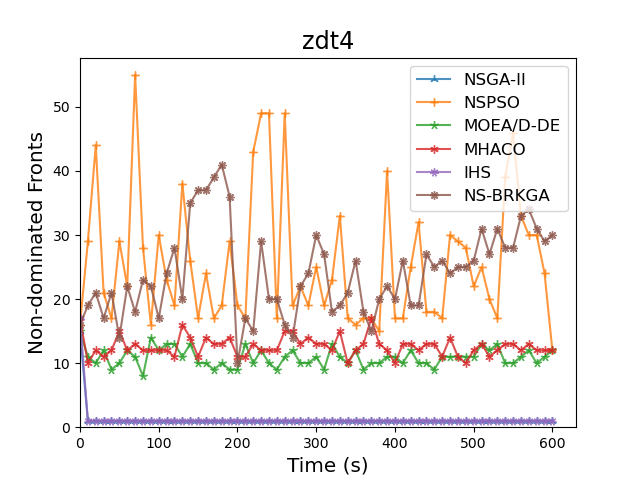 zdt4
Non-dominated Fronts
50
40
30
20
10
0
0 100 200 300 400 500 600
Time (s)
NSGA-II
NSPSO
MOEA/D-DE
MHACO
IHS
NS-BRKGA